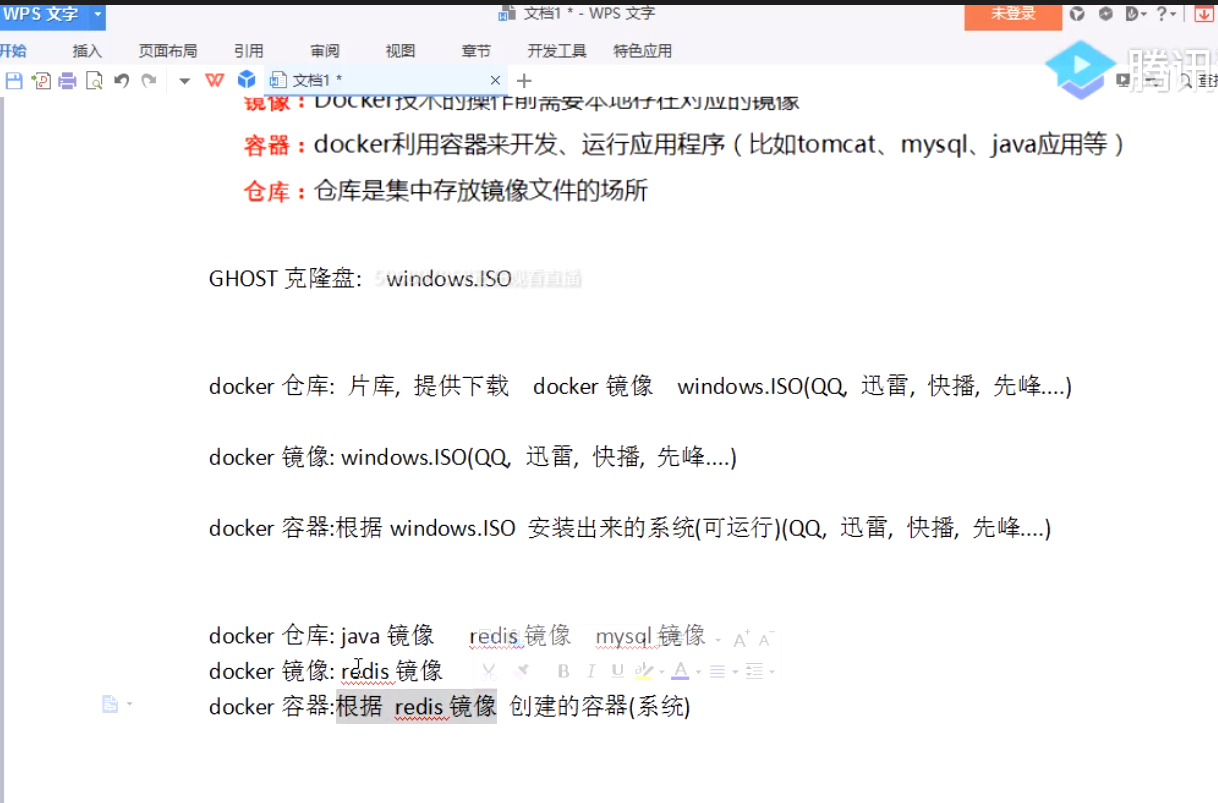 WPS 文字
文档1 * - WPS 文字
未登录
开始 插入 页面布局 引用 审阅 视图 章节 开发工具 特色应用
文档1 *
腾讯
镜像：Docker技术的操作前需要本地存在对应的镜像
容器：docker利用容器来开发、运行应用程序（比如tomcat、mysql、java应用等）
仓库：仓库是集中存放镜像文件的场所
GHOST 克隆盘: windows.ISO
观看直播
docker 仓库: 片库, 提供下载 docker 镜像 windows.ISO(QQ, 迅雷, 快播, 先峰....)
docker 镜像: windows.ISO(QQ, 迅雷, 快播, 先峰....)
docker 容器:根据 windows.ISO 安装出来的系统(可运行)(QQ, 迅雷, 快播, 先峰....)
docker 仓库: java 镜像 redis 镜像 mysql 镜像
docker 镜像: redis 镜像
docker 容器:根据 redis 镜像 创建的容器(系统)